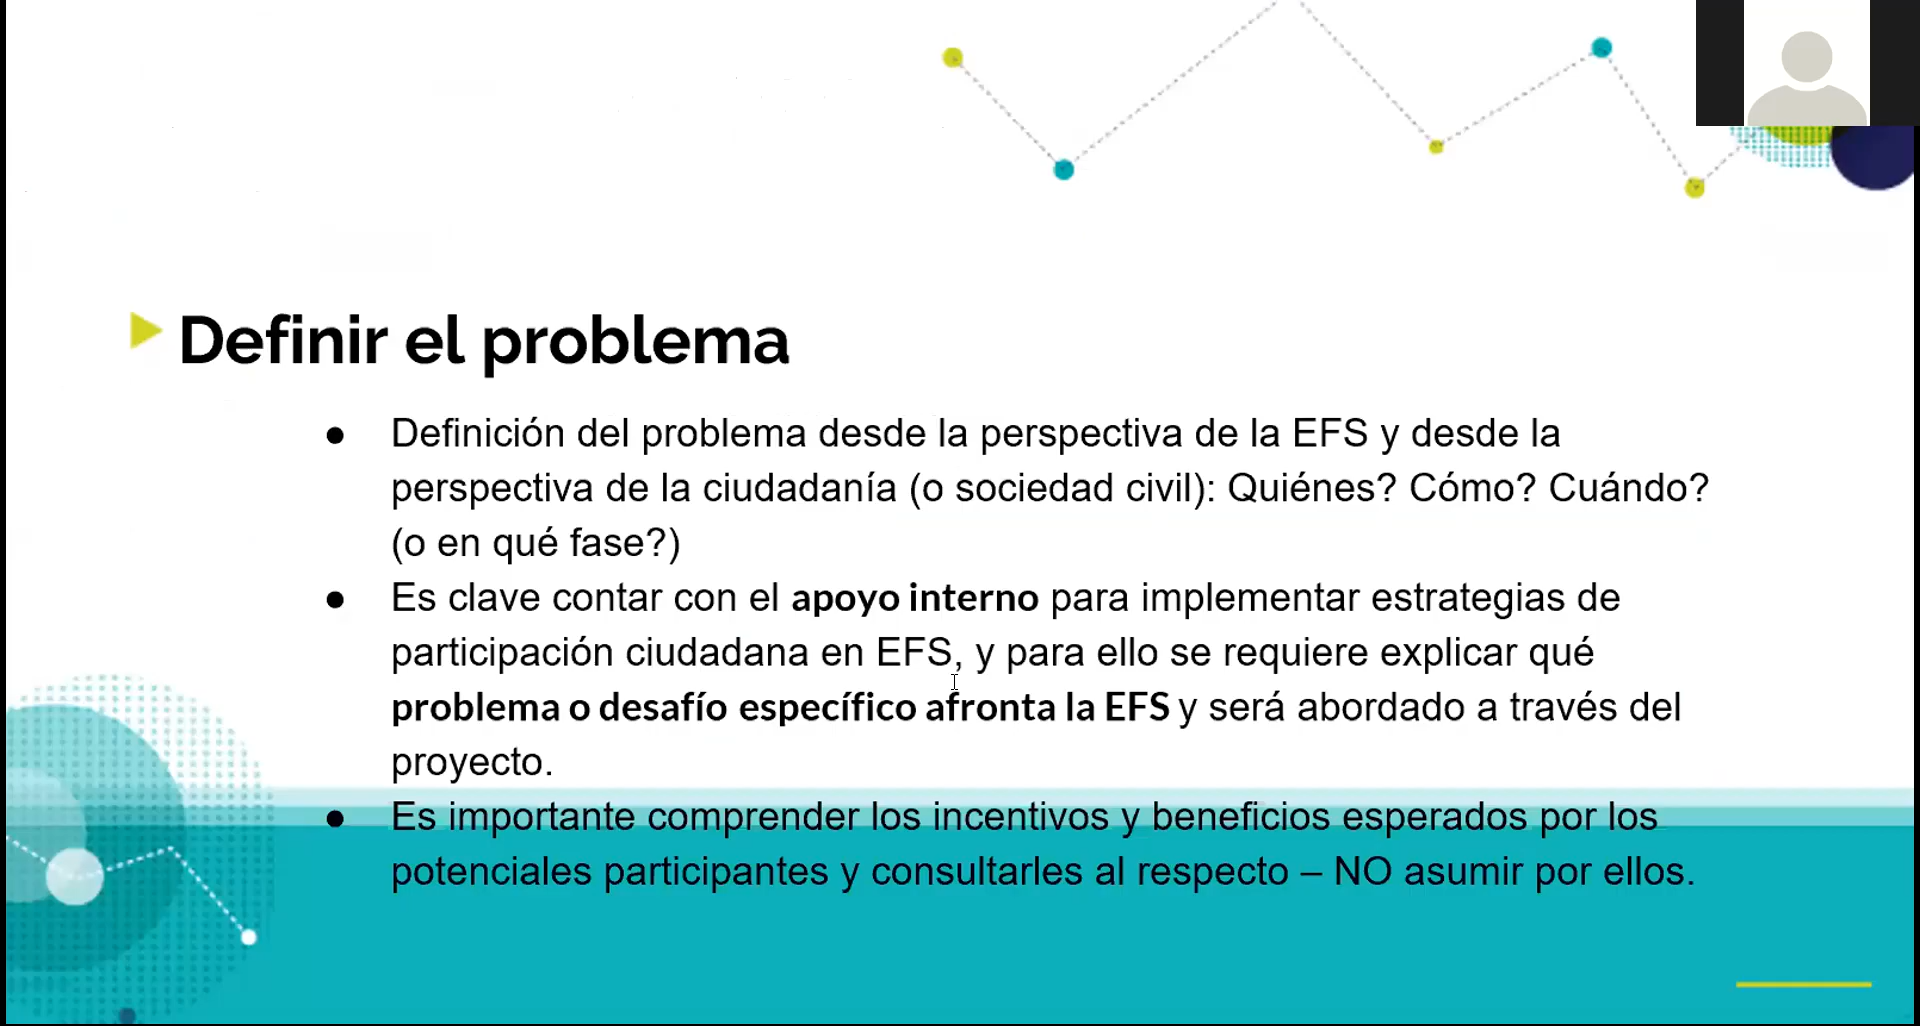 Definir el problema
● Definición del problema desde la perspectiva de la EFS y desde la
perspectiva de la ciudadanía (o sociedad civil): Quiénes? Cómo? Cuándo?
(o en qué fase?)
● Es clave contar con el apoyo interno para implementar estrategias de
participación ciudadana en EFS, y para ello se requiere explicar qué
problema o desafío específico afronta la EFS y será abordado a través del
proyecto.
● Es importante comprender los incentivos y beneficios esperados por los
potenciales participantes y consultarles al respecto – NO asumir por ellos.